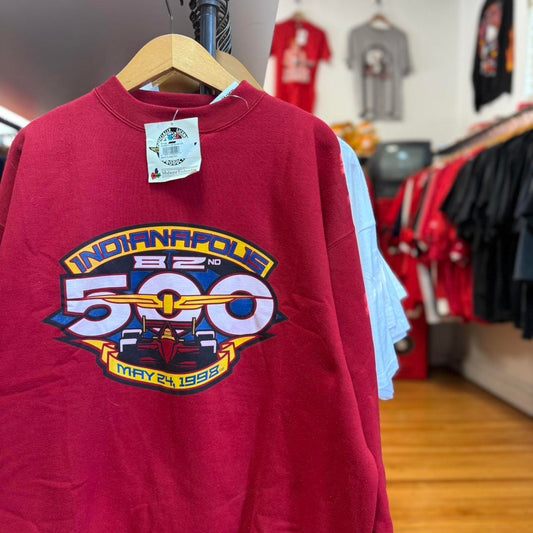 INDIANAPOLIS
82ND
500
MAY 24, 1998